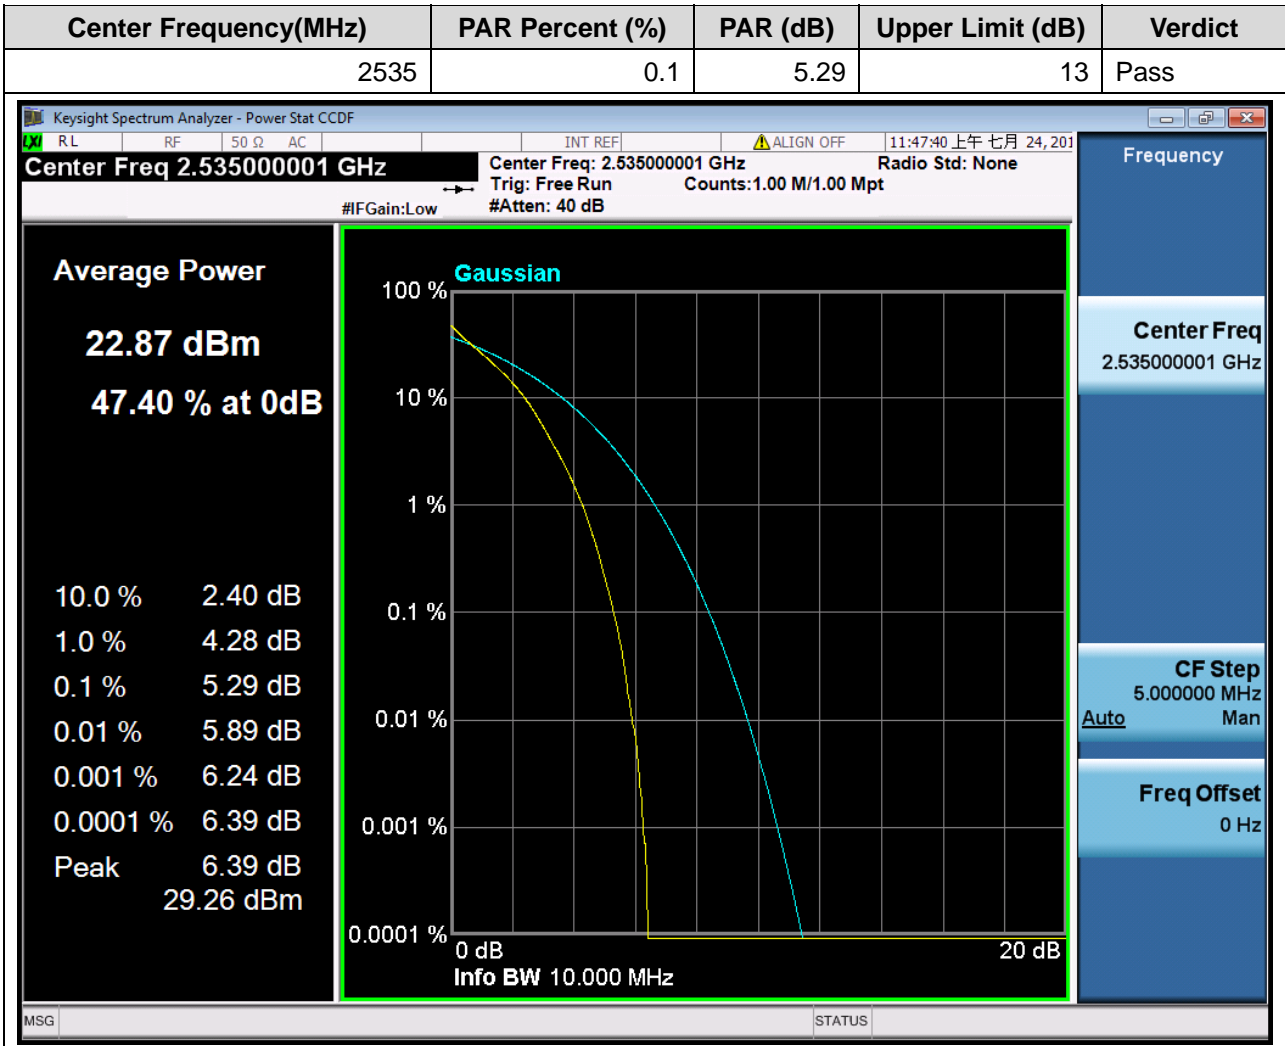 Center Frequency(MHz) PAR Percent (%) PAR (dB) Upper Limit (dB) Verdict
2535 0.1 5.29 13 Pass
Keysight Spectrum Analyzer - Power Stat CCDF
LXI RL RF 50 Ω AC INT REF ALIGN OFF 11:47:40 上午 七月 24, 201
Center Freq 2.535000001 GHz
Center Freq: 2.535000001 GHz Radio Std: None
Trig: Free Run Counts:1.00 M/1.00 Mpt
#IFGain:Low #Atten: 40 dB
Average Power
22.87 dBm
47.40 % at 0dB
10.0 % 2.40 dB
1.0 % 4.28 dB
0.1 % 5.29 dB
0.01 % 5.89 dB
0.001 % 6.24 dB
0.0001 % 6.39 dB
Peak 6.39 dB
29.26 dBm
Gaussian
100 %
10 %
1 %
0.1 %
0.01 %
0.001 %
0.0001 %
0 dB 20 dB
Info BW 10.000 MHz
Frequency
Center Freq
2.535000001 GHz
CF Step
5.000000 MHz
Auto Man
Freq Offset
0 Hz
MSG STATUS